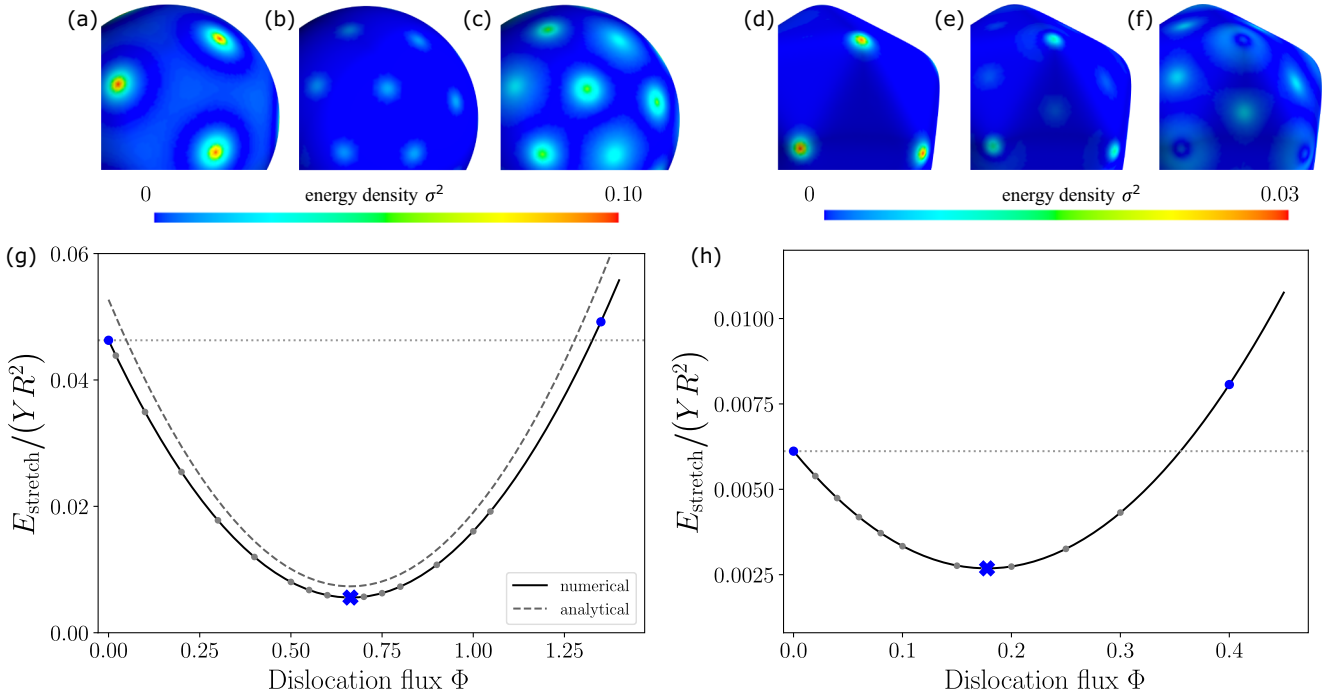 (a) (b) (c) (d) (e) (f)
0 energy density σ² 0.10
0 energy density σ² 0.03
(g)
0.06
0.04
0.02
0.00
E_stretch/(Y R²)
numerical
analytical
0.00 0.25 0.50 0.75 1.00 1.25
Dislocation flux Φ
(h)
0.0100
0.0075
0.0050
0.0025
E_stretch/(Y R²)
0.0 0.1 0.2 0.3 0.4
Dislocation flux Φ